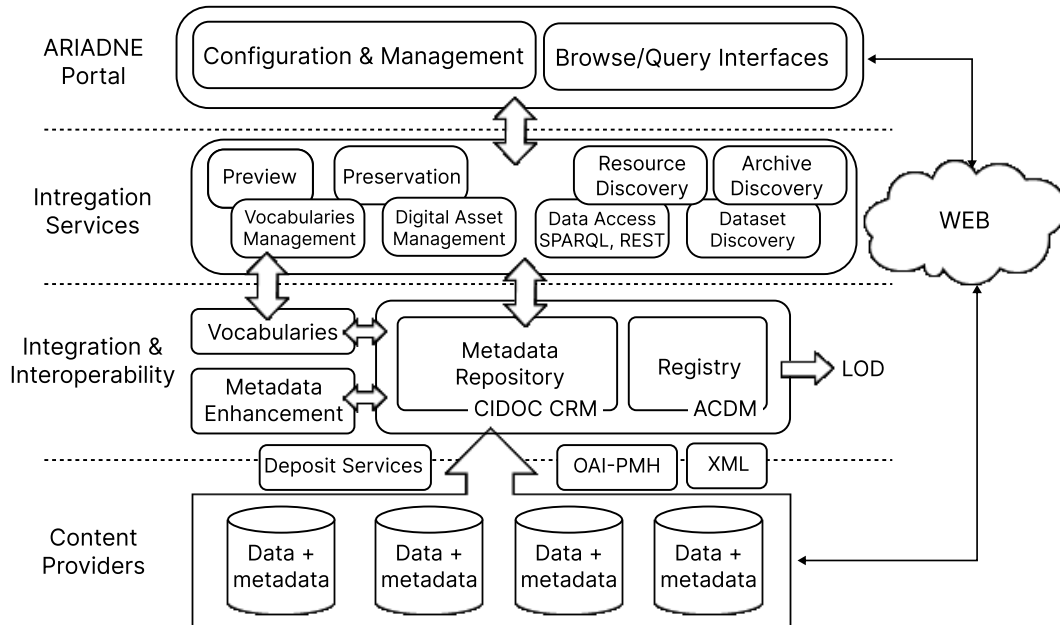 ARIADNE
Portal
Configuration & Management
Browse/Query Interfaces
Intregation
Services
Preview
Preservation
Resource
Discovery
Archive
Discovery
Vocabularies
Management
Digital Asset
Management
Data Access
SPARQL, REST
Dataset
Discovery
WEB
Integration &
Interoperability
Vocabularies
Metadata
Enhancement
Metadada
Repository
CIDOC CRM
Registry
ACDM
LOD
Deposit Services
OAI-PMH
XML
Content
Providers
Data +
metadata
Data +
metadata
Data +
metadata
Data +
metadata